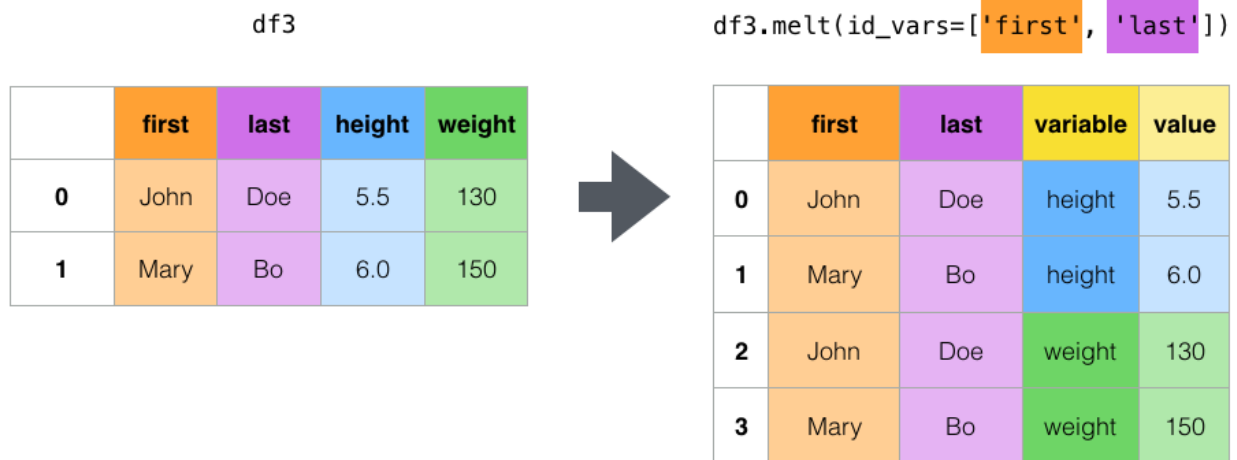 df3
first last height weight
0 John Doe 5.5 130
1 Mary Bo 6.0 150
df3.melt(id_vars=['first', 'last'])
first last variable value
0 John Doe height 5.5
1 Mary Bo height 6.0
2 John Doe weight 130
3 Mary Bo weight 150